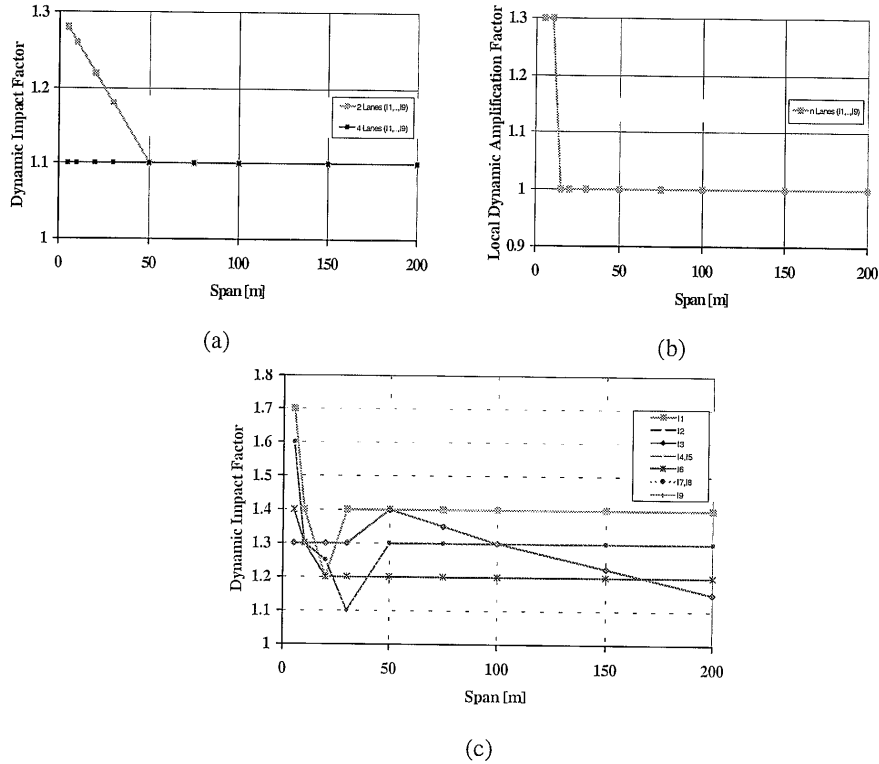 1.3
1.2
1.1
1
0
50
100
150
200
Dynamic Impact Factor
Span [m]
2 Lanes (I1,..,I9)
4 Lanes (I1,..,I9)
(a)
1.3
1.3
1.2
1.1
1
0.9
0
50
100
150
200
Local Dynamic Amplification Factor
Span [m]
n Lanes (I1,..,I9)
(b)
1.8
1.7
1.6
1.5
1.4
1.3
1.2
1.1
1
0
50
100
150
200
Dynamic Impact Factor
Span [m]
I1
I2
I3
I4,I5
I6
I7,I8
I9
(c)